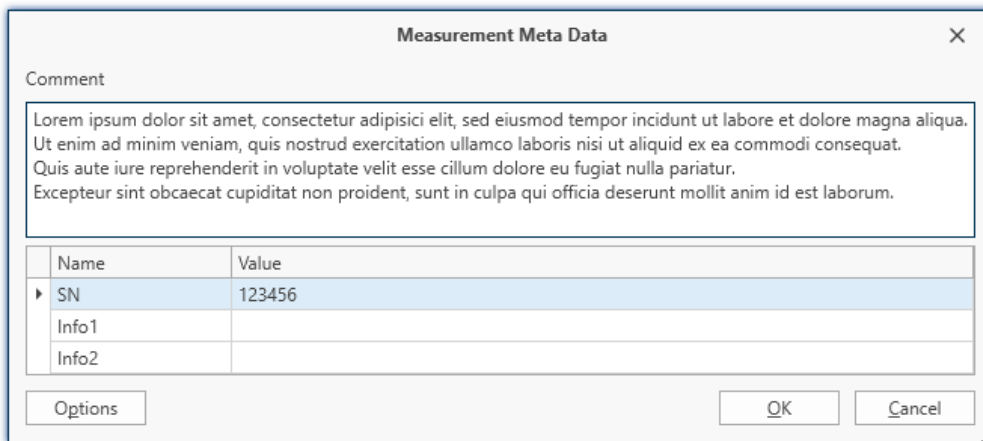 Measurement Meta Data
Comment
Lorem ipsum dolor sit amet, consectetur adipisici elit, sed eiusmod tempor incidunt ut labore et dolore magna aliqua.
Ut enim ad minim veniam, quis nostrud exercitation ullamco laboris nisi ut aliquid ex ea commodi consequat.
Quis aute iure reprehenderit in voluptate velit esse cillum dolore eu fugiat nulla pariatur.
Excepteur sint obcaecat cupiditat non proident, sunt in culpa qui officia deserunt mollit anim id est laborum.
Name Value
SN 123456
Info1
Info2
Options OK Cancel